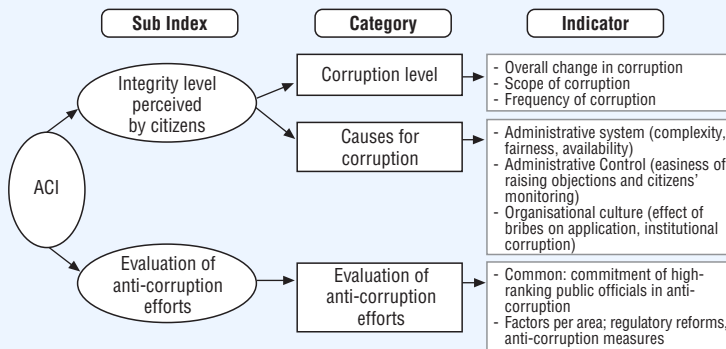 Sub Index
Category
Indicator
Integrity level
perceived
by citizens
Corruption level
- Overall change in corruption
- Scope of corruption
- Frequency of corruption
Causes for
corruption
- Administrative system (complexity,
fairness, availability)
- Administrative Control (easiness of
raising objections and citizens’
monitoring)
- Organisational culture (effect of
bribes on application, institutional
corruption)
ACI
Evaluation of
anti-corruption
efforts
Evaluation of
anti-corruption
efforts
- Common: commitment of high-
ranking public officials in anti-
corruption
- Factors per area; regulatory reforms,
anti-corruption measures